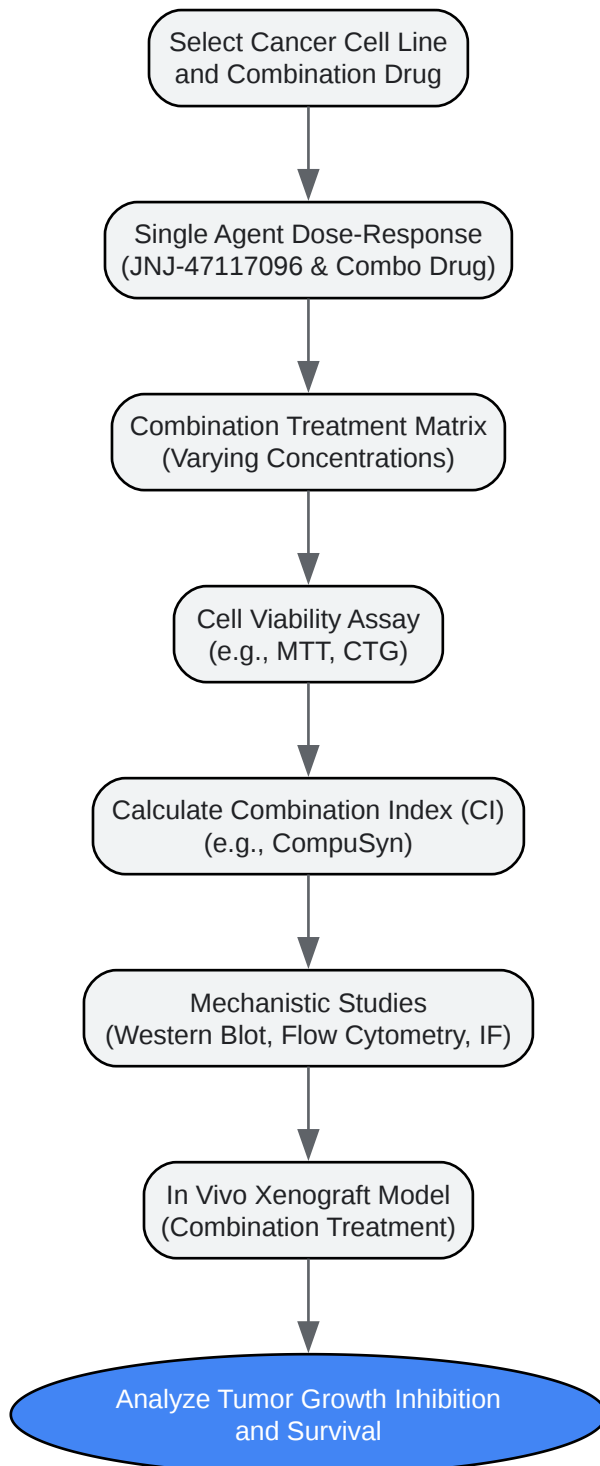 Select Cancer Cell Line
and Combination Drug
Single Agent Dose-Response
(JNJ-47117096 & Combo Drug)
Combination Treatment Matrix
(Varying Concentrations)
Cell Viability Assay
(e.g., MTT, CTG)
Calculate Combination Index (CI)
(e.g., CompuSyn)
Mechanistic Studies
(Western Blot, Flow Cytometry, IF)
In Vivo Xenograft Model
(Combination Treatment)
Analyze Tumor Growth Inhibition
and Survival